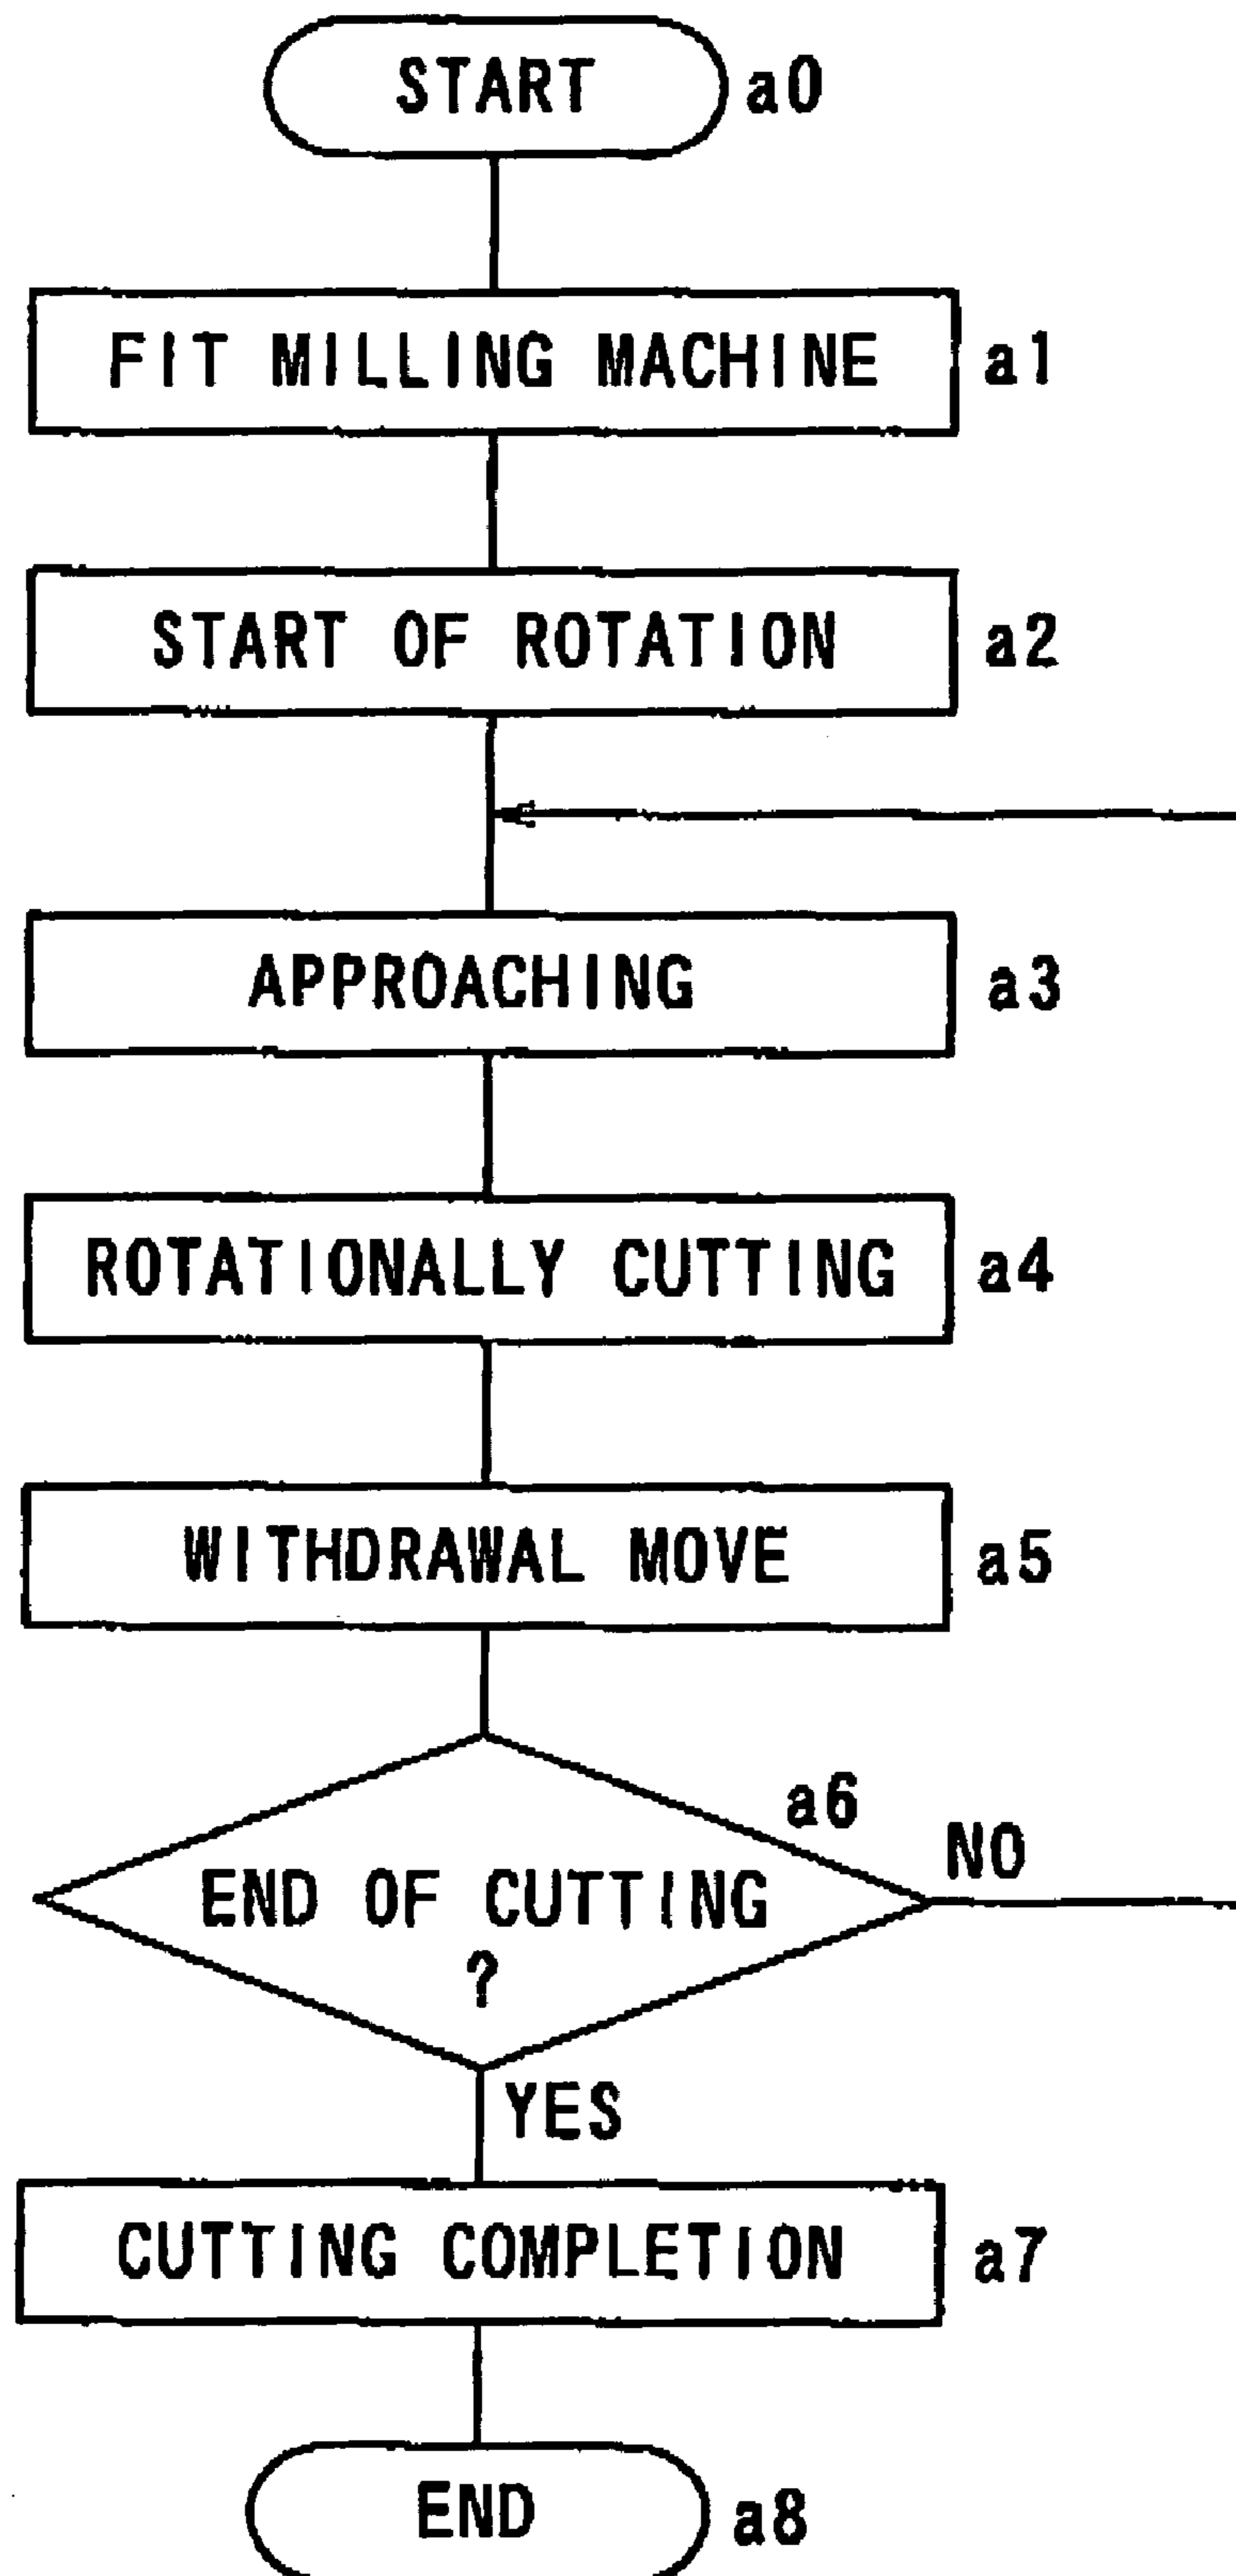 START a0
FIT MILLING MACHINE a1
START OF ROTATION a2
APPROACHING a3
ROTATIONALLY CUTTING a4
WITHDRAWAL MOVE a5
a6
END OF CUTTING NO
?
YES
CUTTING COMPLETION a7
END a8